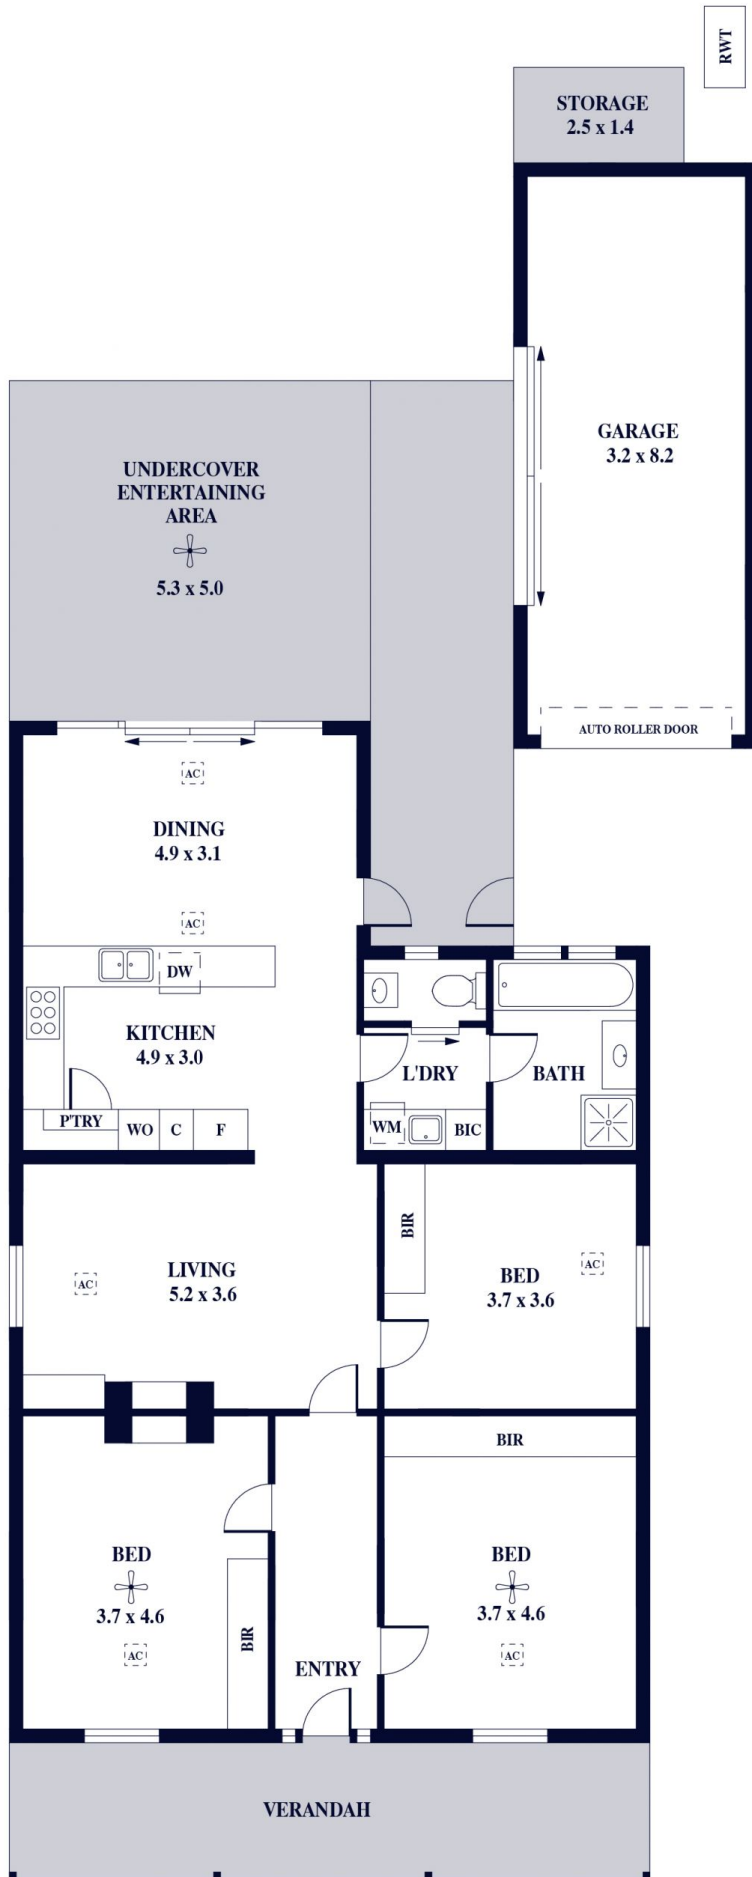 RWT
STORAGE
2.5 x 1.4
GARAGE
3.2 x 8.2
UNDERCOVER
ENTERTAINING
AREA
5.3 x 5.0
AUTO ROLLER DOOR
AC
DINING
4.9 x 3.1
AC
DW
KITCHEN
4.9 x 3.0
L'DRY
BATH
P'TRY
WO
C
F
WM
BIC
BIR
LIVING
5.2 x 3.6
AC
BED
3.7 x 3.6
AC
BIR
BED
3.7 x 4.6
AC
BIR
BED
3.7 x 4.6
AC
ENTRY
VERANDAH